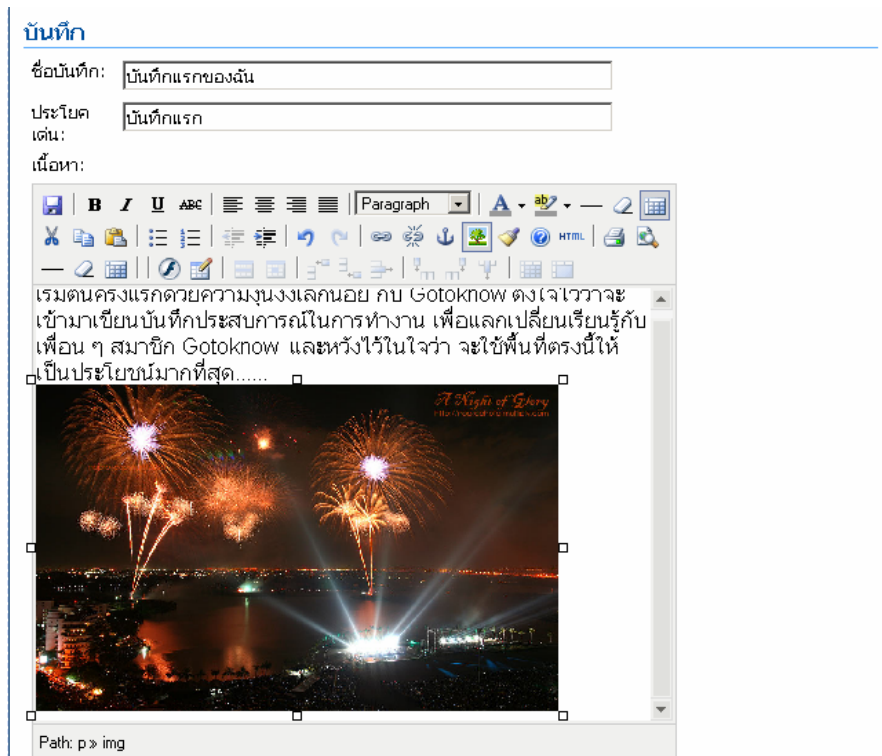 บันทึก
ชื่อบันทึก: บันทึกแรกของฉัน
ประโยค
เด่น: บันทึกแรก
เนื้อหา:
B I U ABC Paragraph A ab
HTML
เริ่มต้นครั้งแรกด้วยความงุนงงเล็กน้อย กับ Gotoknow ตั้งใจไว้ว่าจะ
เข้ามาเขียนบันทึกประสบการณ์ในการทำงาน เพื่อแลกเปลี่ยนเรียนรู้กับ
เพื่อน ๆ สมาชิก Gotoknow และหวังไว้ในใจว่า จะใช้พื้นที่ตรงนี้ให้
เป็นประโยชน์มากที่สุด......
A Night of Glory
Path: p » img